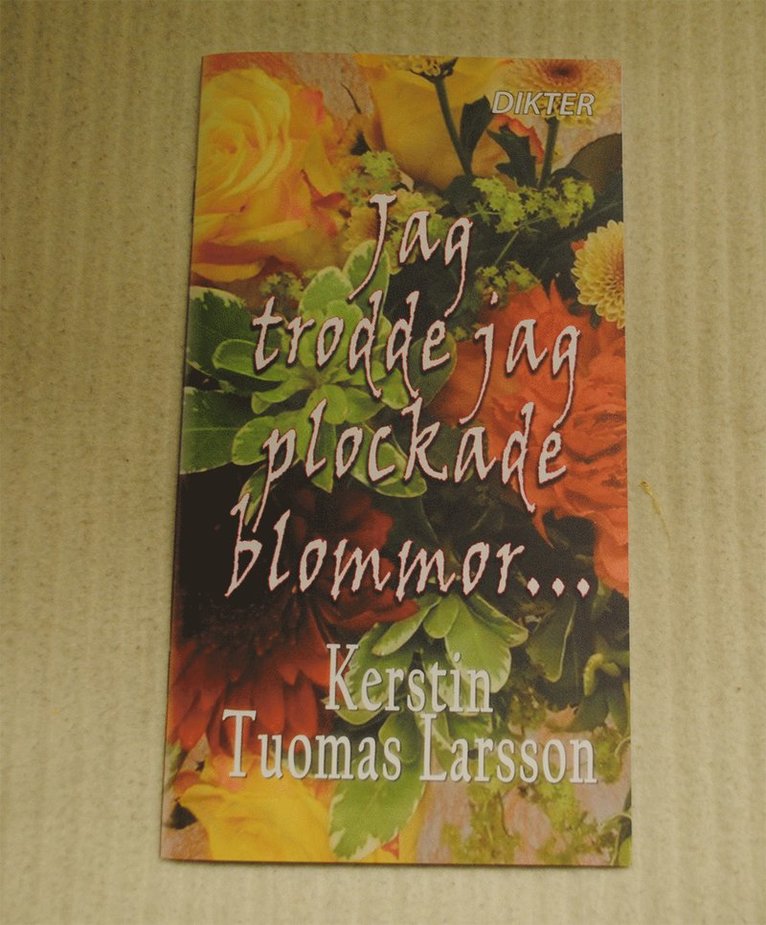 DIKTER
Jag
trodde jag
plockade
blommor...
Kerstin
Tuomas Larsson